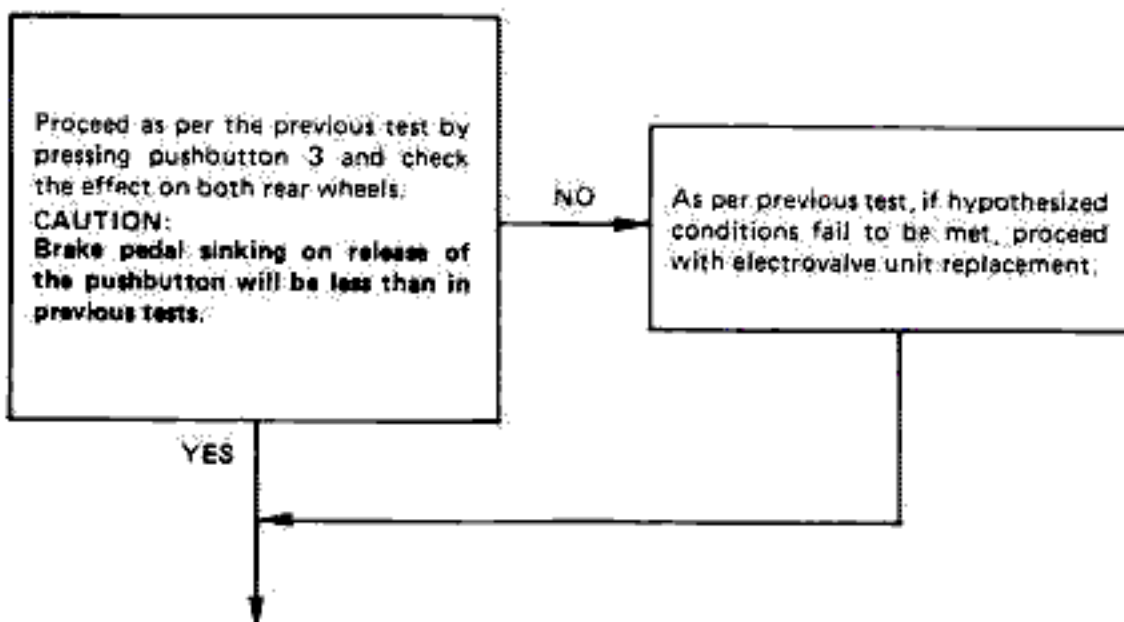 Proceed as per the previous test by
pressing pushbutton 3 and check
the effect on both rear wheels.
CAUTION:
Brake pedal sinking on release of
the pushbutton will be less than in
previous tests.
NO
As per previous test, if hypothesized
conditions fail to be met, proceed
with electrovalve unit replacement.
YES